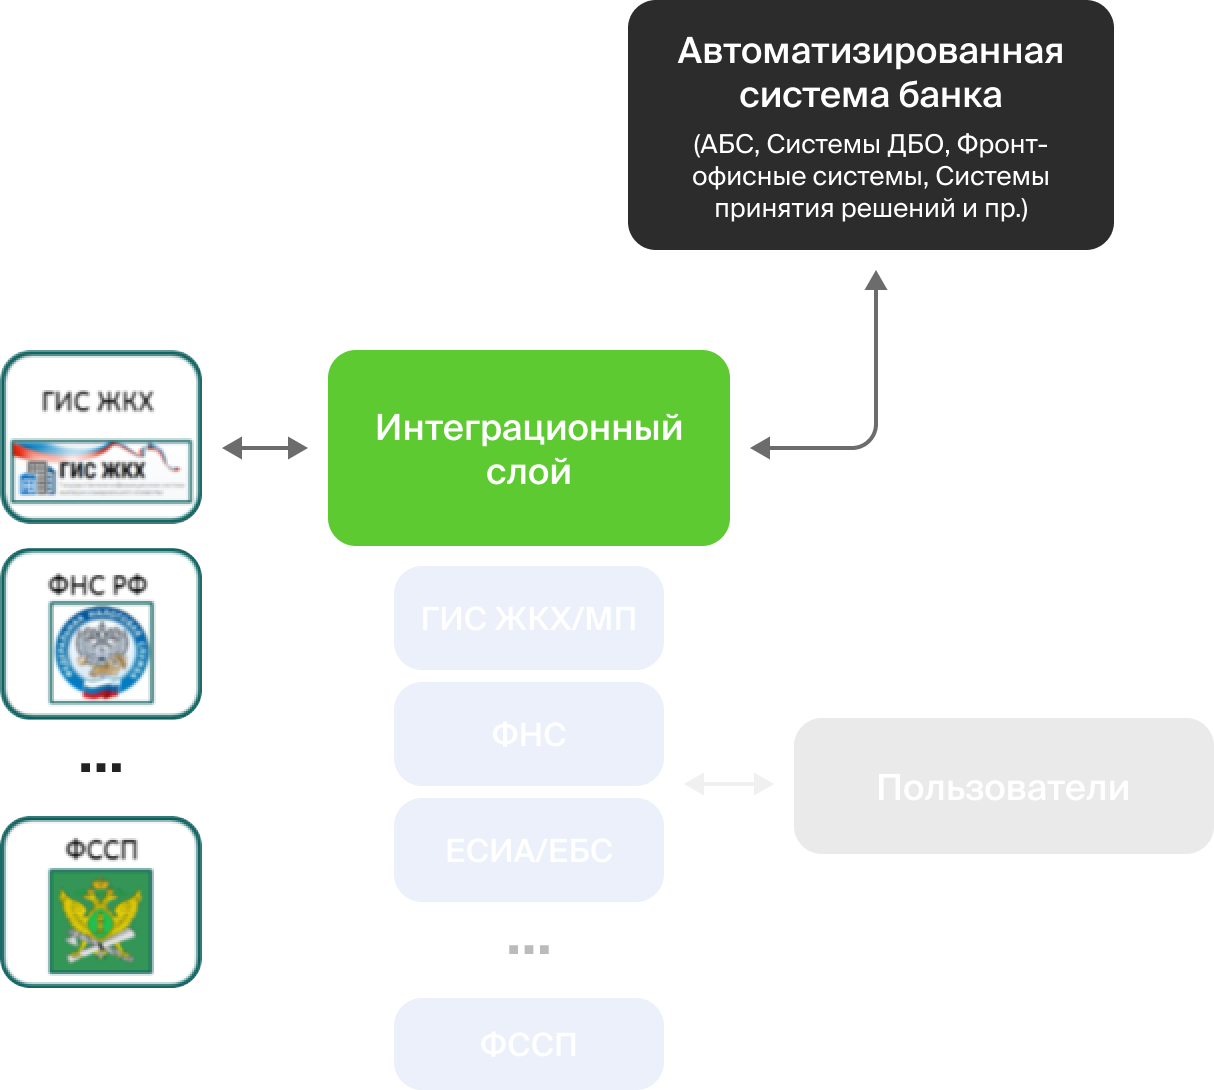 Автоматизированная
система банка
(АБС, Системы ДБО, Фронт-
офисные системы, Системы
принятия решений и пр.)
ГИС ЖКХ
ГИС ЖКХ
Интеграционный
слой
ФНС РФ
...
ФССП
ГИС ЖКХ/МП
ФНС
ЕСИА/ЕБС
...
ФССП
Пользователи